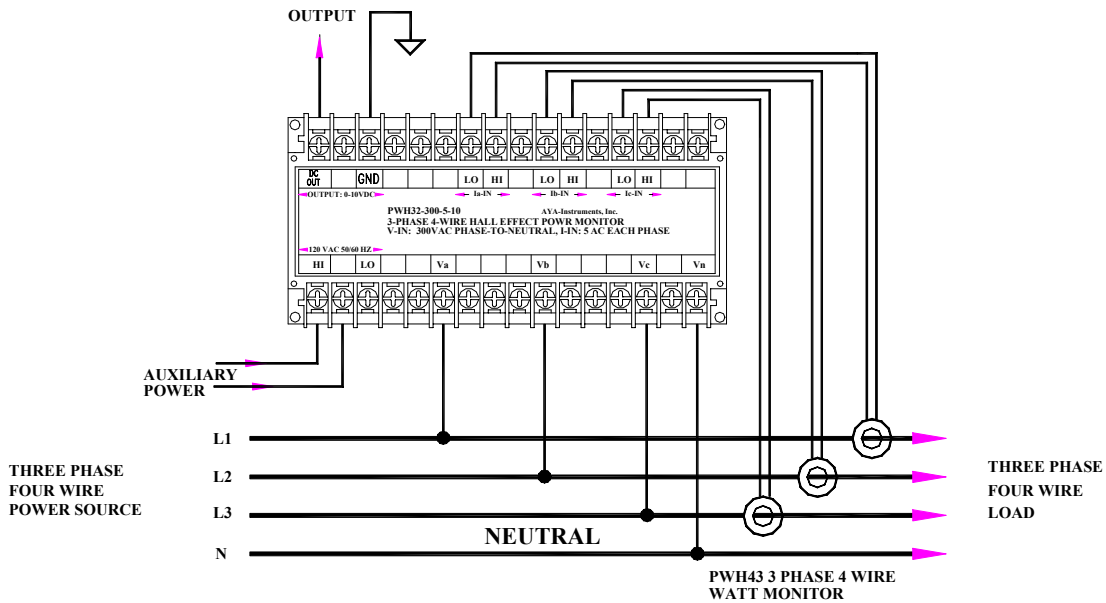 OUTPUT
DC OUT GND LO HI LO HI LO HI
OUTPUT: 0-10VDC Ia-IN Ib-IN Ic-IN
PWH32-300-5-10 AYA-Instruments, Inc.
3-PHASE 4-WIRE HALL EFFECT POWR MONITOR
V-IN: 300VAC PHASE-TO-NEUTRAL, I-IN: 5 AC EACH PHASE
120 VAC 50/60 HZ
HI LO Va Vb Vc Vn
AUXILIARY
POWER
L1
L2
L3
N
THREE PHASE
FOUR WIRE
POWER SOURCE
NEUTRAL
THREE PHASE
FOUR WIRE
LOAD
PWH43 3 PHASE 4 WIRE
WATT MONITOR